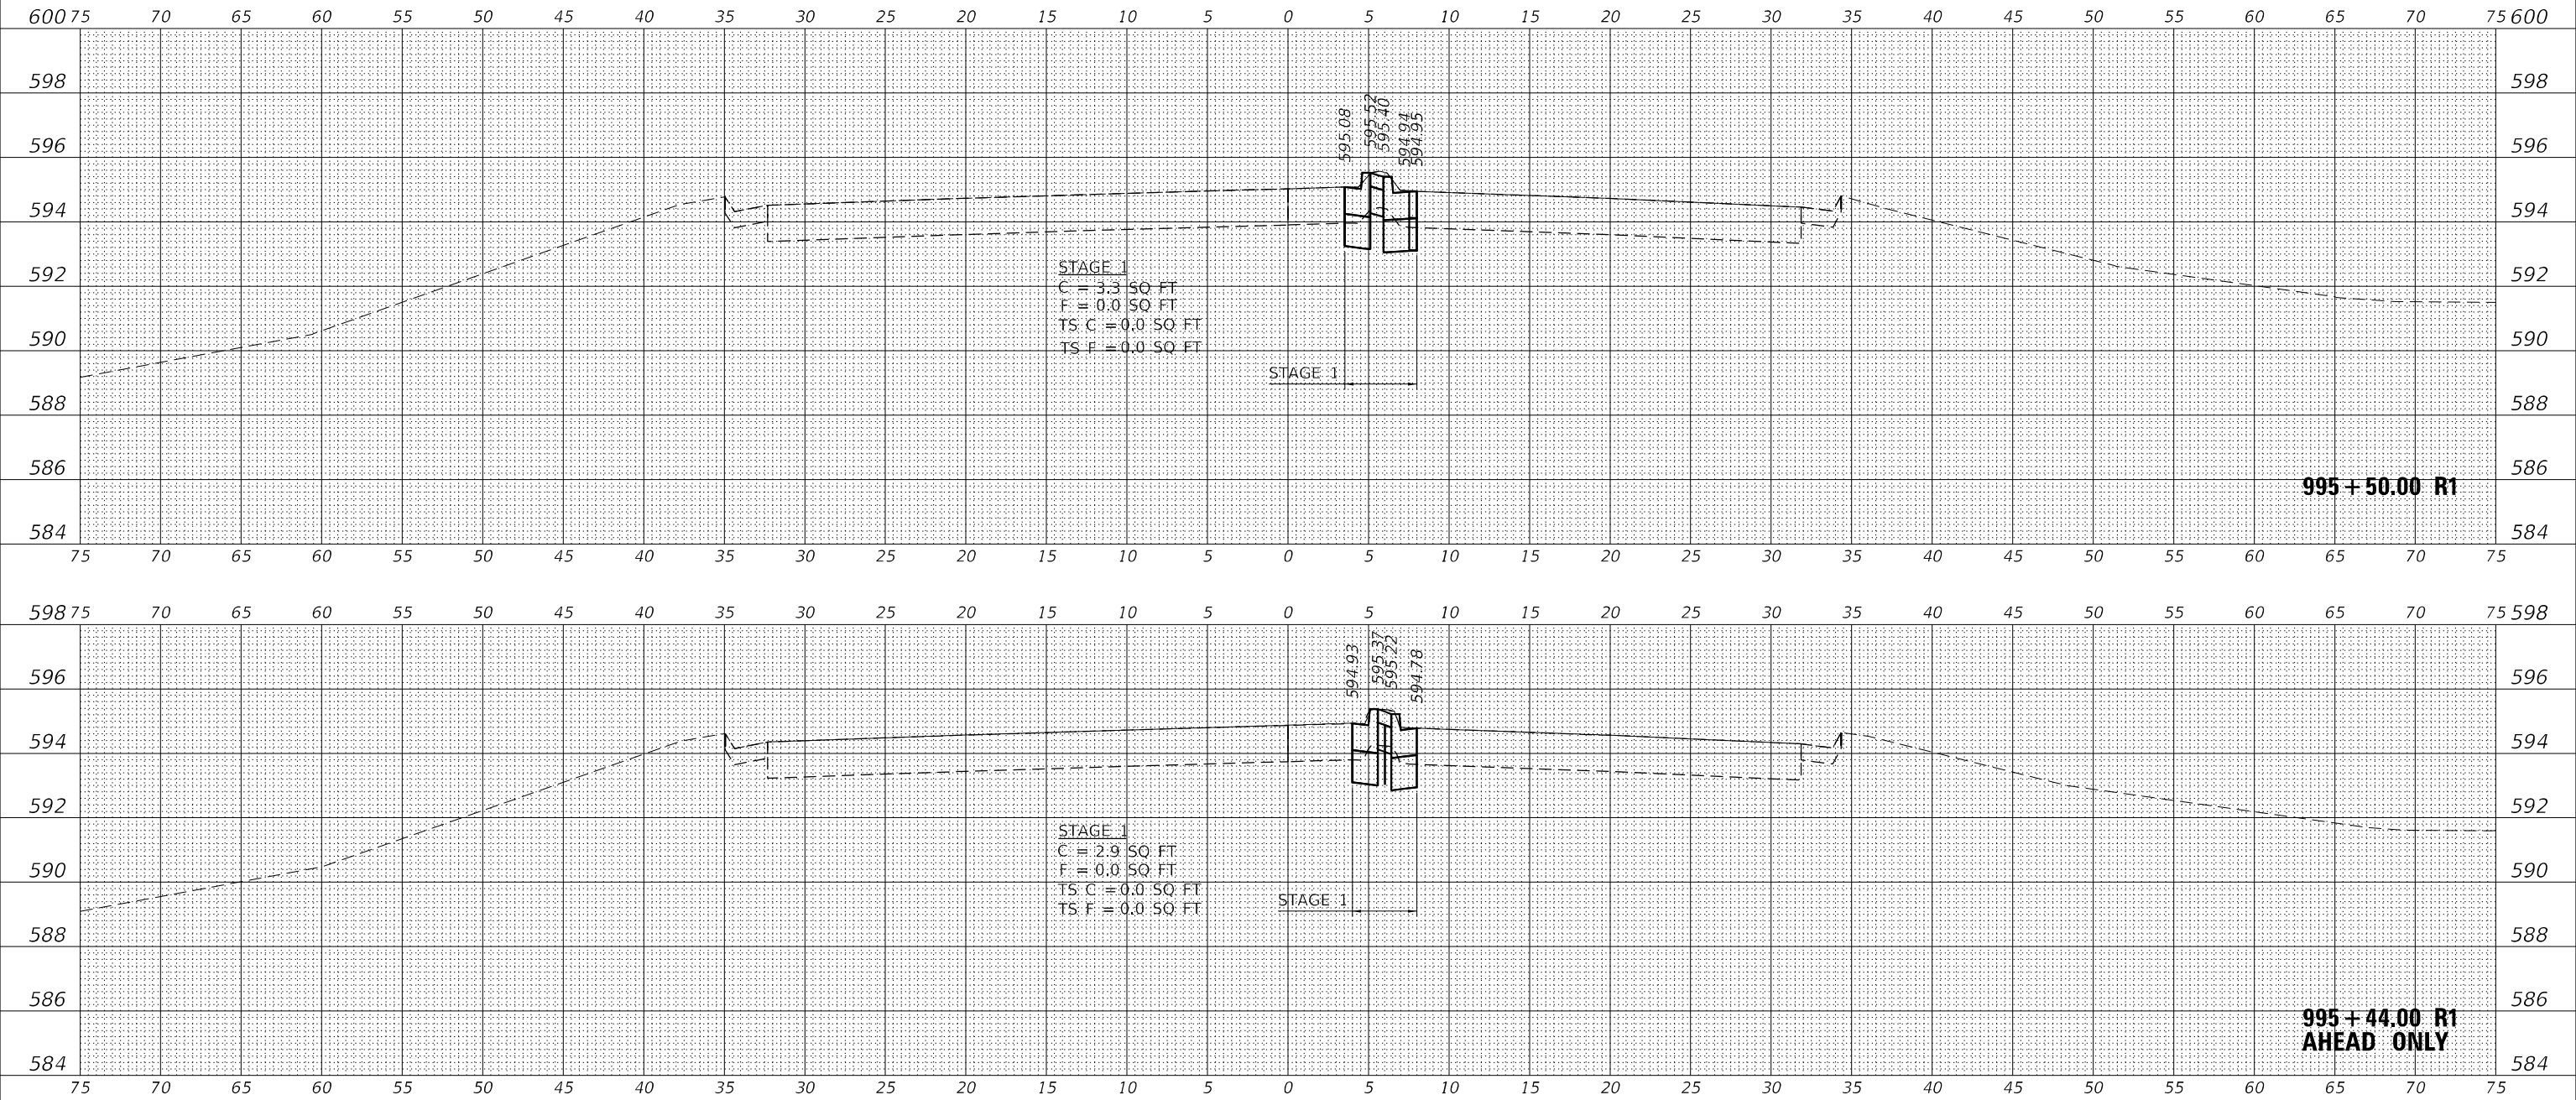 600 75 70 65 60 55 50 45 40 35 30 25 20 15 10 5 0 5 10 15 20 25 30 35 40 45 50 55 60 65 70 75 600
598 598
595.08 595.52 595.40 594.94 594.95
596 596
594 594
592 592
STAGE 1
C = 3.3 SQ FT
F = 0.0 SQ FT
TS C =0.0 SQ FT
TS F =0.0 SQ FT
590 590
STAGE 1
588 588
586 586
995+50.00 R1
584 584
75 70 65 60 55 50 45 40 35 30 25 20 15 10 5 0 5 10 15 20 25 30 35 40 45 50 55 60 65 70 75
598 75 70 65 60 55 50 45 40 35 30 25 20 15 10 5 0 5 10 15 20 25 30 35 40 45 50 55 60 65 70 75 598
594.93 595.37 595.22 594.78
596 596
594 594
592 592
STAGE 1
C = 2.9 SQ FT
F = 0.0 SQ FT
TS C =0.0 SQ FT
TS F =0.0 SQ FT
590 590
STAGE 1
588 588
586 586
995+44.00 R1
AHEAD ONLY
584 584
75 70 65 60 55 50 45 40 35 30 25 20 15 10 5 0 5 10 15 20 25 30 35 40 45 50 55 60 65 70 75